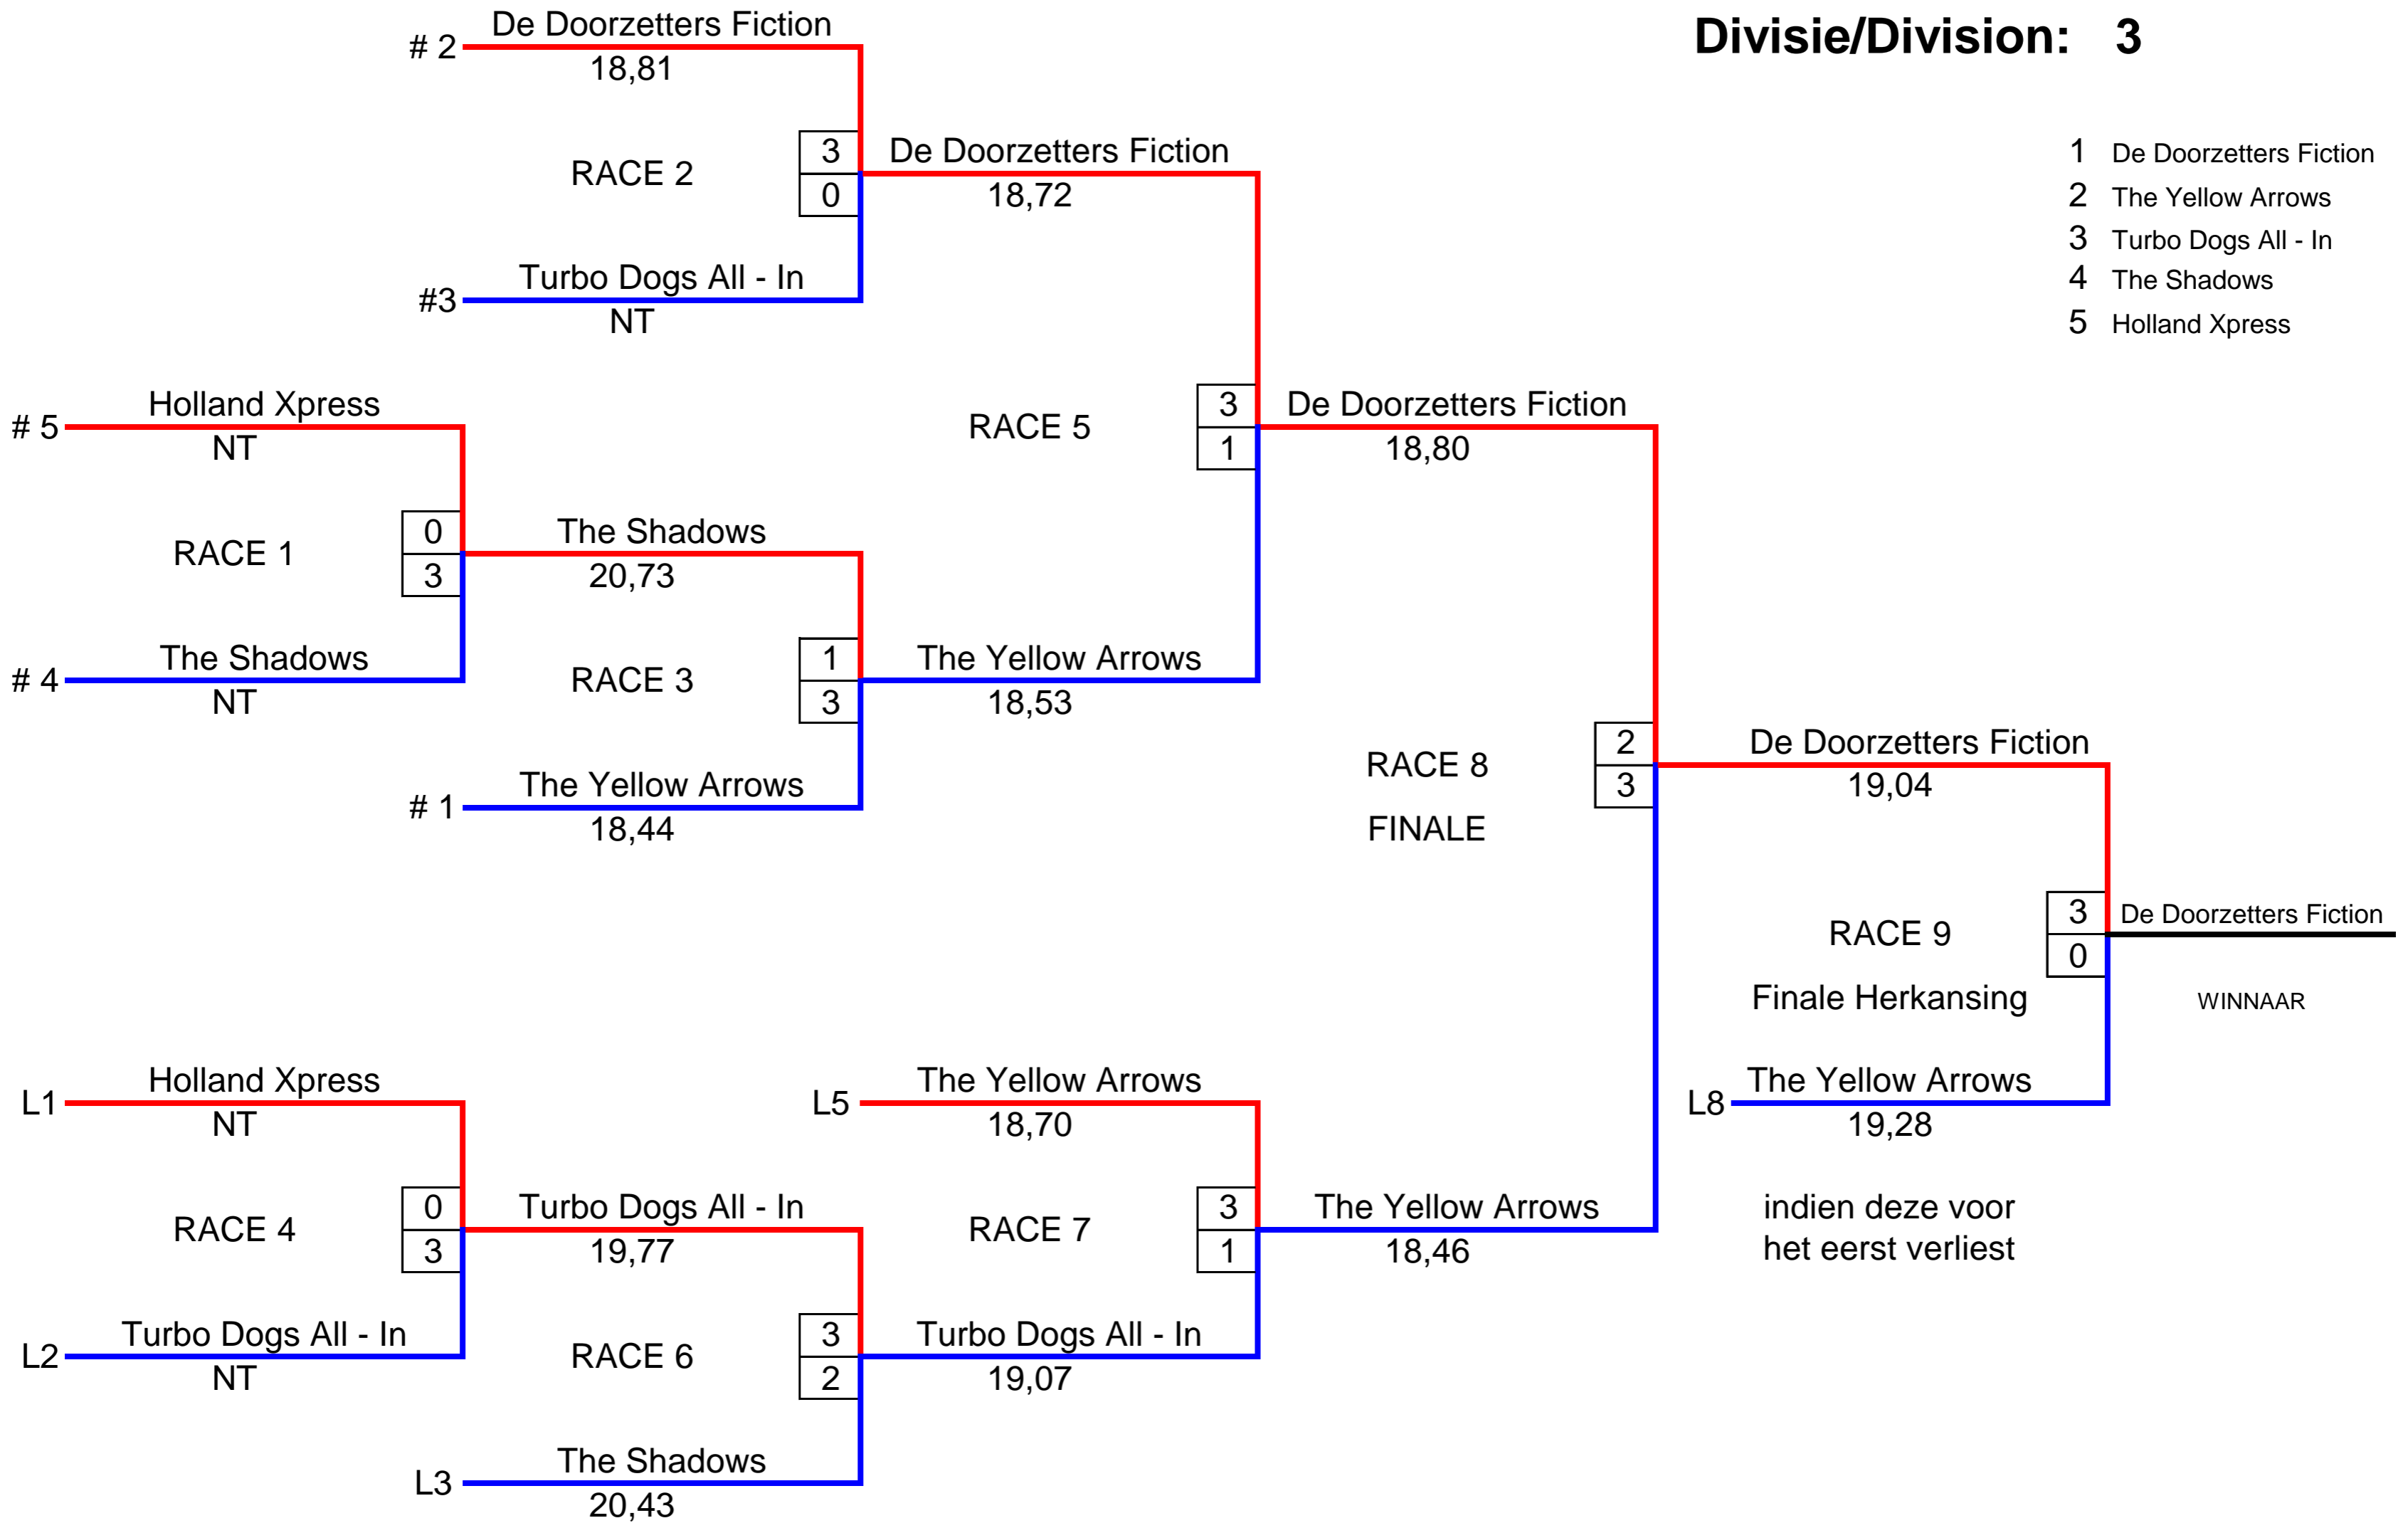 Divisie/Division: 3
1 De Doorzetters Fiction
2 The Yellow Arrows
3 Turbo Dogs All - In
4 The Shadows
5 Holland Xpress
# 2
De Doorzetters Fiction
18,81
RACE 2
3
0
#3
Turbo Dogs All - In
NT
De Doorzetters Fiction
18,72
# 5
Holland Xpress
NT
RACE 1
0
3
# 4
The Shadows
NT
The Shadows
20,73
RACE 3
1
3
# 1
The Yellow Arrows
18,44
The Yellow Arrows
18,53
RACE 5
3
1
De Doorzetters Fiction
18,80
RACE 8
FINALE
2
3
De Doorzetters Fiction
19,04
RACE 9
Finale Herkansing
3
0
De Doorzetters Fiction
WINNAAR
L8
The Yellow Arrows
19,28
indien deze voor
het eerst verliest
L1
Holland Xpress
NT
RACE 4
0
3
L2
Turbo Dogs All - In
NT
Turbo Dogs All - In
19,77
RACE 6
3
2
L3
The Shadows
20,43
L5
The Yellow Arrows
18,70
RACE 7
3
1
Turbo Dogs All - In
19,07
The Yellow Arrows
18,46